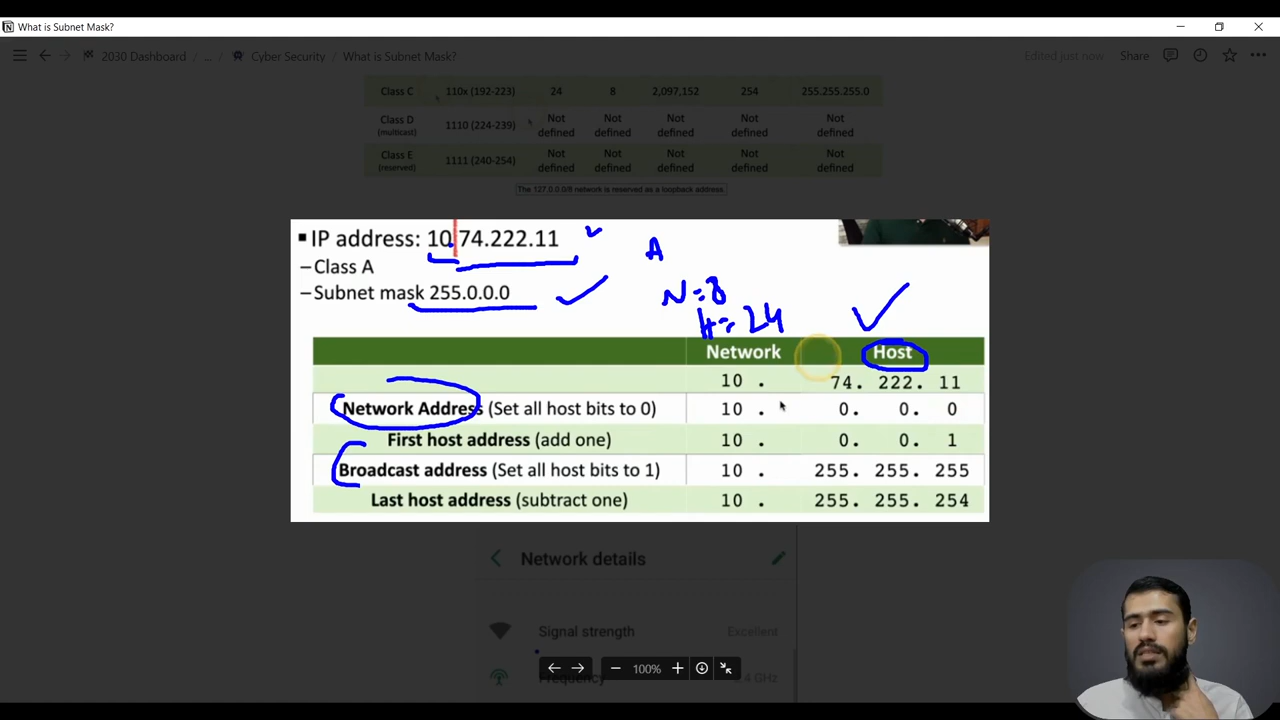 What is Subnet Mask?
2030 Dashboard / ... / Cyber Security / What is Subnet Mask?
Edited just now Share
Class C 110x (192-223) 24 8 2,097,152 254 255.255.255.0
Class D (multicast) 1110 (224-239) Not defined Not defined Not defined Not defined Not defined
Class E (reserved) 1111 (240-254) Not defined Not defined Not defined Not defined Not defined
The 127.0.0.0/8 network is reserved as a loopback address.
▪ IP address: 10.74.222.11
–Class A
A
–Subnet mask 255.0.0.0
N=8
H=24
Network Host
10 . 74. 222. 11
Network Address (Set all host bits to 0) 10 . 0. 0. 0
First host address (add one) 10 . 0. 0. 1
Broadcast address (Set all host bits to 1) 10 . 255. 255. 255
Last host address (subtract one) 10 . 255. 255. 254
Network details
Signal strength Excellent
Frequency 2.4 GHz
100%